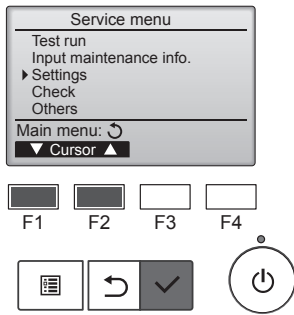 Service menu
Test run
Input maintenance info.
Settings
Check
Others
Main menu:
Cursor
F1 F2 F3 F4